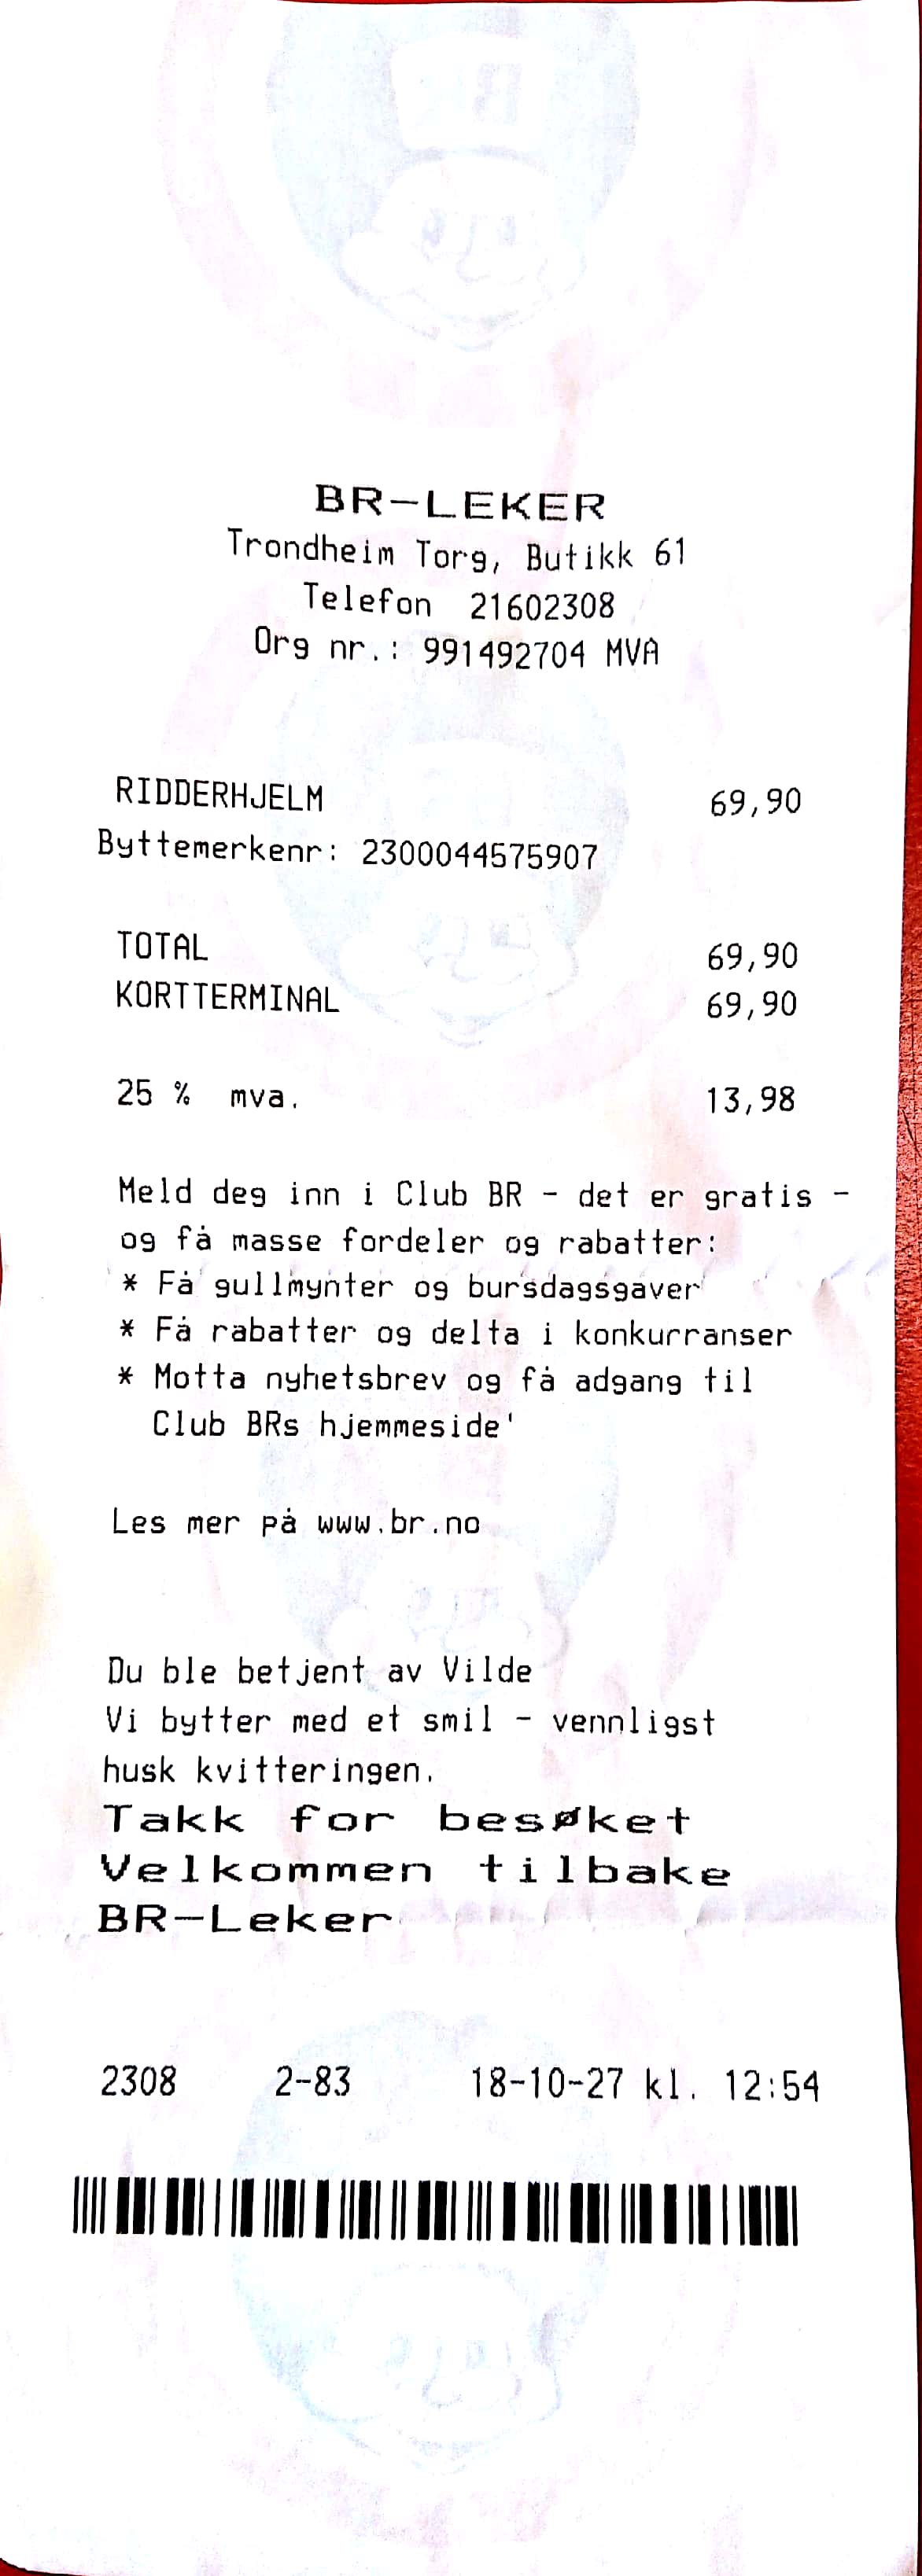 BR-LEKER
Trondheim Torg, Butikk 61
Telefon 21602308
Org nr.: 991492704 MVA
RIDDERHJELM 69,90
Byttemerkenr: 2300044575907
TOTAL 69,90
KORTTERMINAL 69,90
25 % mva. 13,98
Meld deg inn i Club BR - det er gratis -
og få masse fordeler og rabatter:
* Få gullmynter og bursdagsgaver
* Få rabatter og delta i konkurranser
* Motta nyhetsbrev og få adgang til
Club BRs hjemmeside'
Les mer på www.br.no
Du ble betjent av Vilde
Vi bytter med et smil - vennligst
husk kvitteringen.
Takk for besøket
Velkommen tilbake
BR-Leker
2308 2-83 18-10-27 kl. 12:54